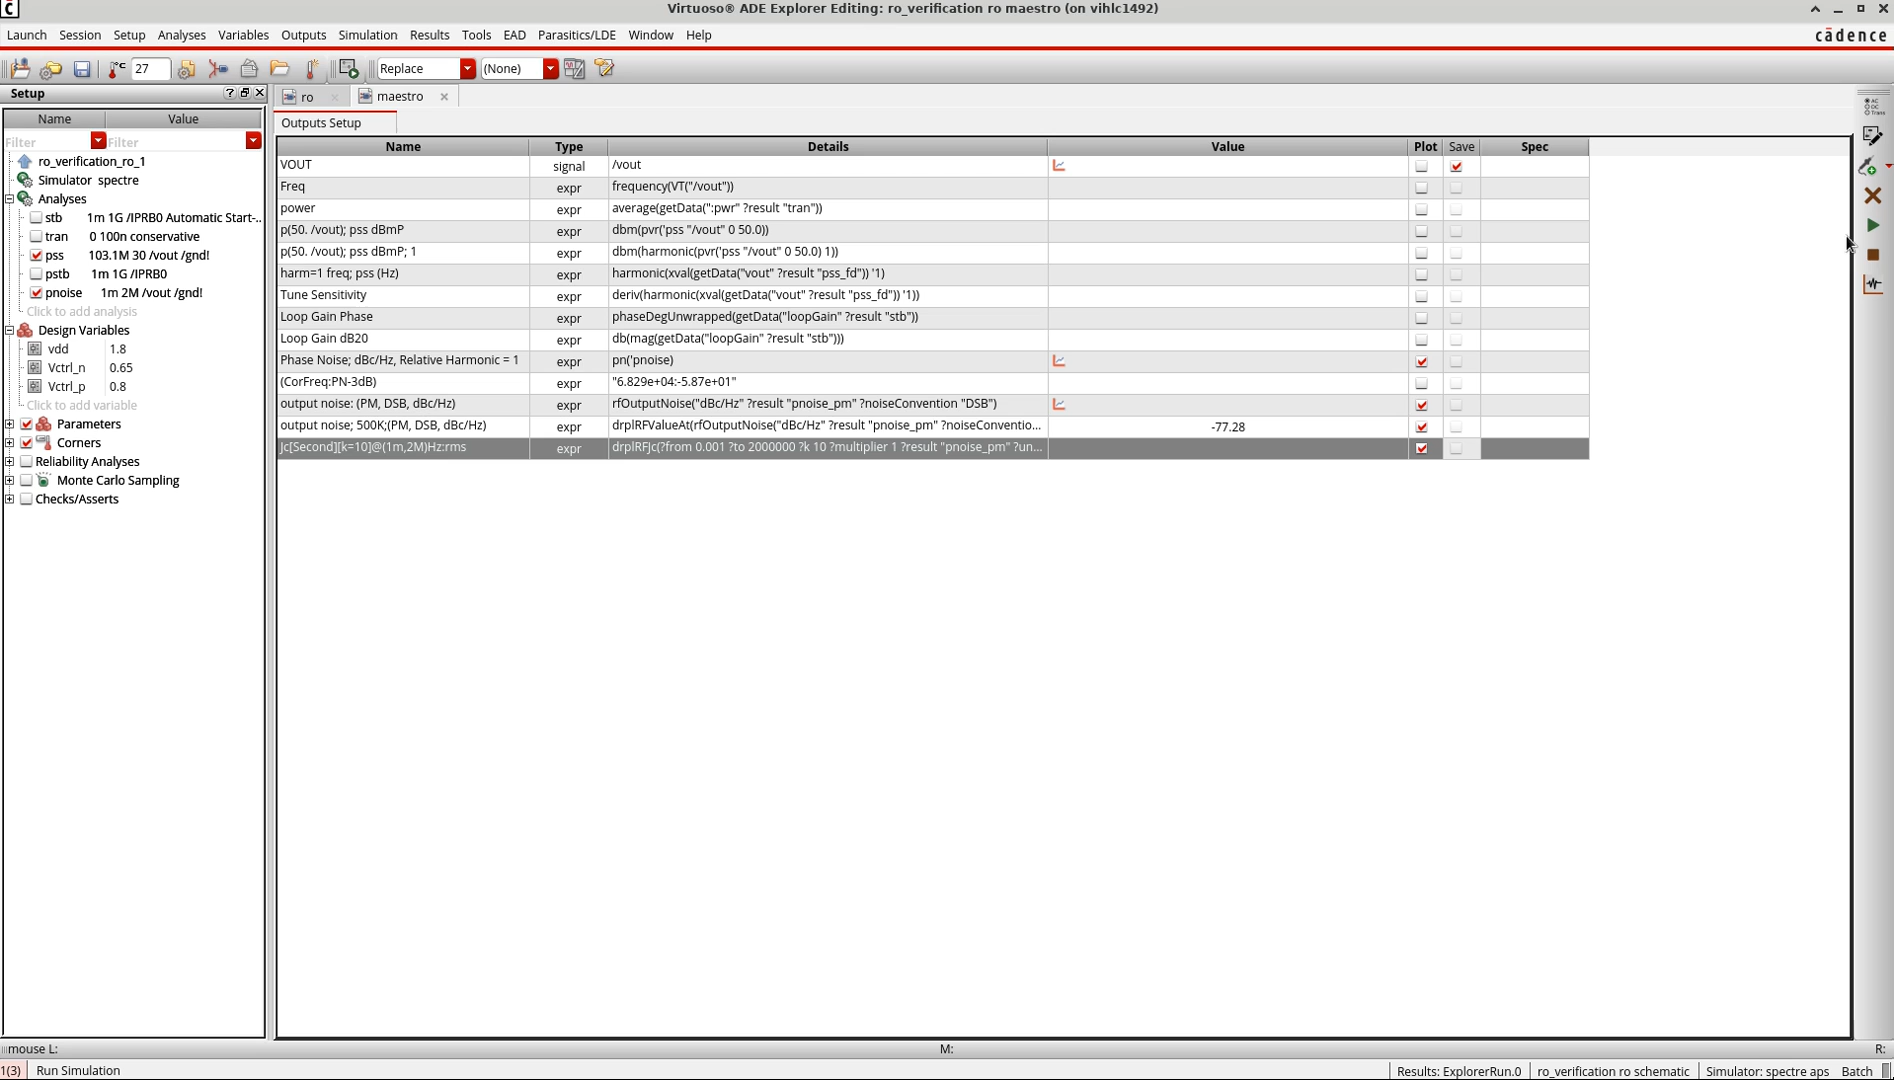 Virtuoso® ADE Explorer Editing: ro_verification ro maestro (on vihlc1492)
Launch Session Setup Analyses Variables Outputs Simulation Results Tools EAD Parasitics/LDE Window Help
cādence
°C 27 Replace (None)
Setup
ro maestro
Name Value
Outputs Setup
Filter Filter
ro_verification_ro_1
Simulator spectre
Analyses
stb 1m 1G /IPRB0 Automatic Start-..
tran 0 100n conservative
pss 103.1M 30 /vout /gnd!
pstb 1m 1G /IPRB0
pnoise 1m 2M /vout /gnd!
Click to add analysis
Design Variables
vdd 1.8
Vctrl_n 0.65
Vctrl_p 0.8
Click to add variable
Parameters
Corners
Reliability Analyses
Monte Carlo Sampling
Checks/Asserts
Name Type Details Value Plot Save Spec
VOUT signal /vout
Freq expr frequency(VT("/vout"))
power expr average(getData(":pwr" ?result "tran"))
p(50. /vout); pss dBmP expr dbm(pvr('pss "/vout" 0 50.0))
p(50. /vout); pss dBmP; 1 expr dbm(harmonic(pvr('pss "/vout" 0 50.0) 1))
harm=1 freq; pss (Hz) expr harmonic(xval(getData("vout" ?result "pss_fd")) '1)
Tune Sensitivity expr deriv(harmonic(xval(getData("vout" ?result "pss_fd")) '1))
Loop Gain Phase expr phaseDegUnwrapped(getData("loopGain" ?result "stb"))
Loop Gain dB20 expr db(mag(getData("loopGain" ?result "stb")))
Phase Noise; dBc/Hz, Relative Harmonic = 1 expr pn('pnoise)
(CorFreq:PN-3dB) expr "6.829e+04:-5.87e+01"
output noise: (PM, DSB, dBc/Hz) expr rfOutputNoise("dBc/Hz" ?result "pnoise_pm" ?noiseConvention "DSB")
output noise; 500K;(PM, DSB, dBc/Hz) expr drplRFValueAt(rfOutputNoise("dBc/Hz" ?result "pnoise_pm" ?noiseConventio... -77.28
Jc[Second][k=10]@(1m,2M)Hz:rms expr drplRFJc(?from 0.001 ?to 2000000 ?k 10 ?multiplier 1 ?result "pnoise_pm" ?un...
mouse L: M: R:
1(3) Run Simulation Results: ExplorerRun.0 ro_verification ro schematic Simulator: spectre aps Batch